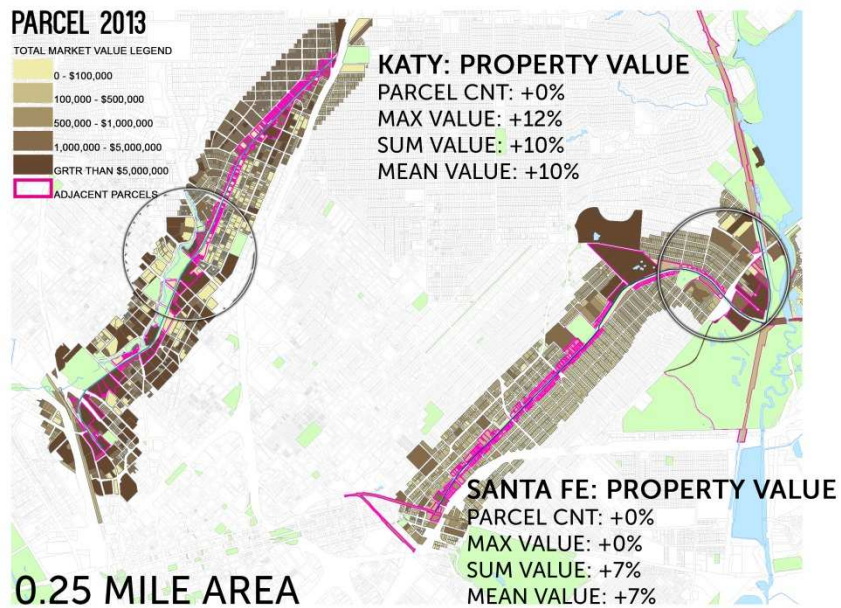 PARCEL 2013
TOTAL MARKET VALUE LEGEND
0 - $100,000
100,000 - $500,000
500,000 - $1,000,000
1,000,000 - $5,000,000
GRTR THAN $5,000,000
ADJACENT PARCELS
KATY: PROPERTY VALUE
PARCEL CNT: +0%
MAX VALUE: +12%
SUM VALUE: +10%
MEAN VALUE: +10%
SANTA FE: PROPERTY VALUE
PARCEL CNT: +0%
MAX VALUE: +0%
SUM VALUE: +7%
MEAN VALUE: +7%
0.25 MILE AREA